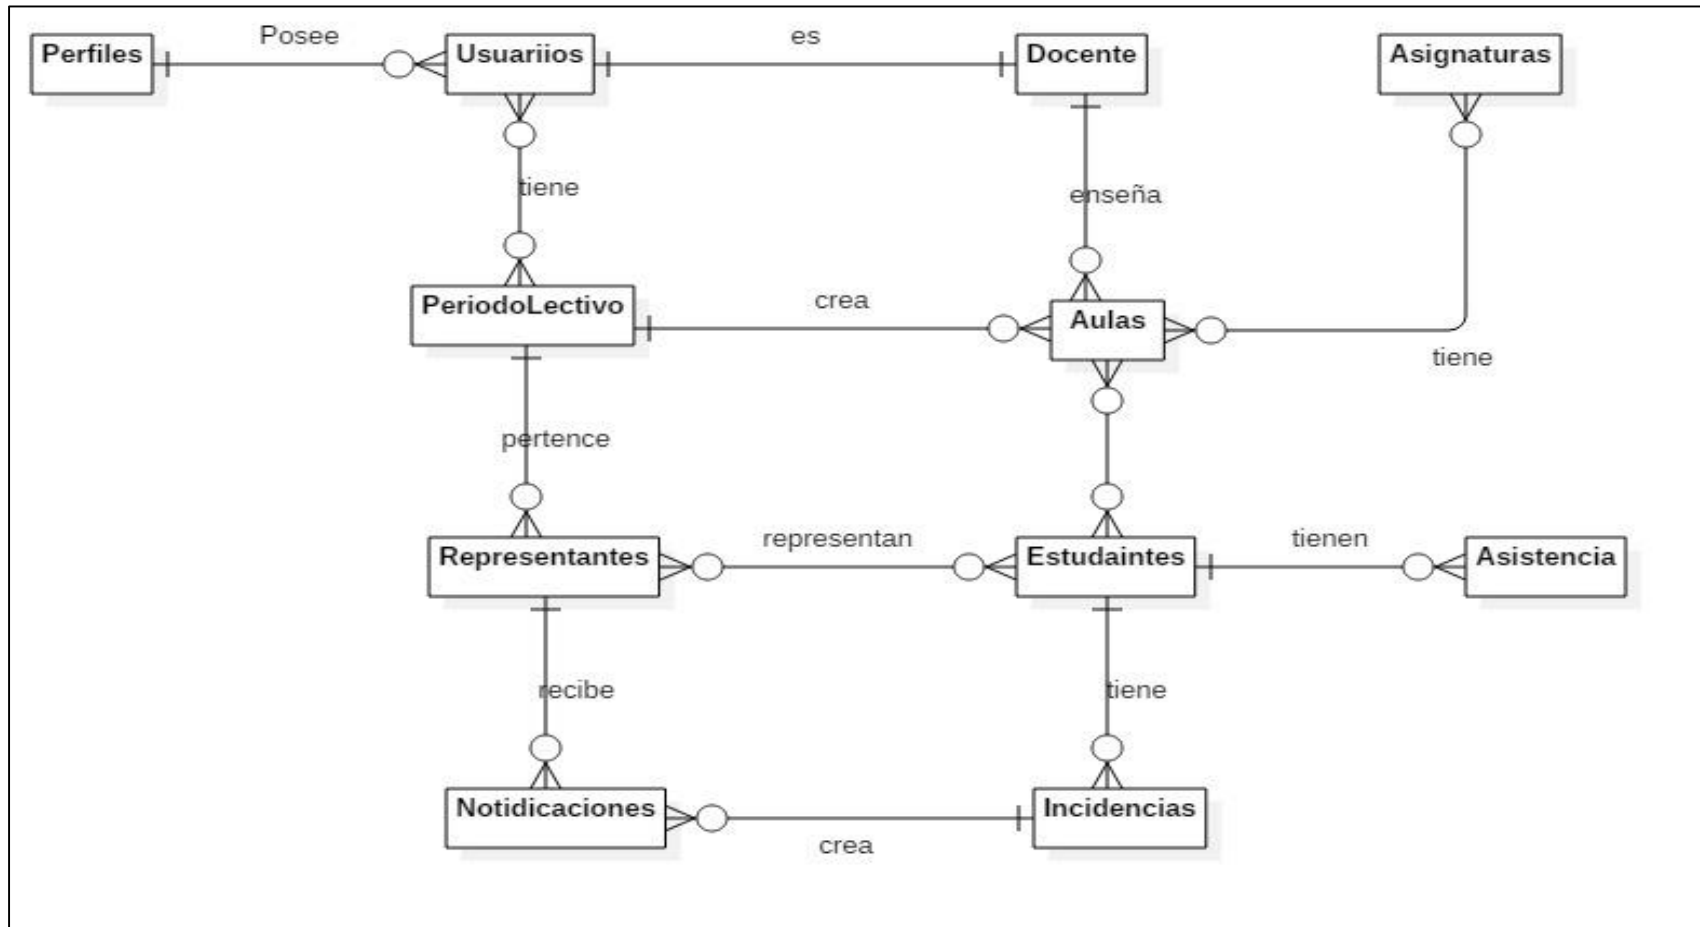 Perfiles
Posee
Usuariios
es
Docente
Asignaturas
tiene
enseña
PeriodoLectivo
crea
Aulas
tiene
pertence
Representantes
representan
Estudaintes
tienen
Asistencia
recibe
tiene
Notidicaciones
crea
Incidencias